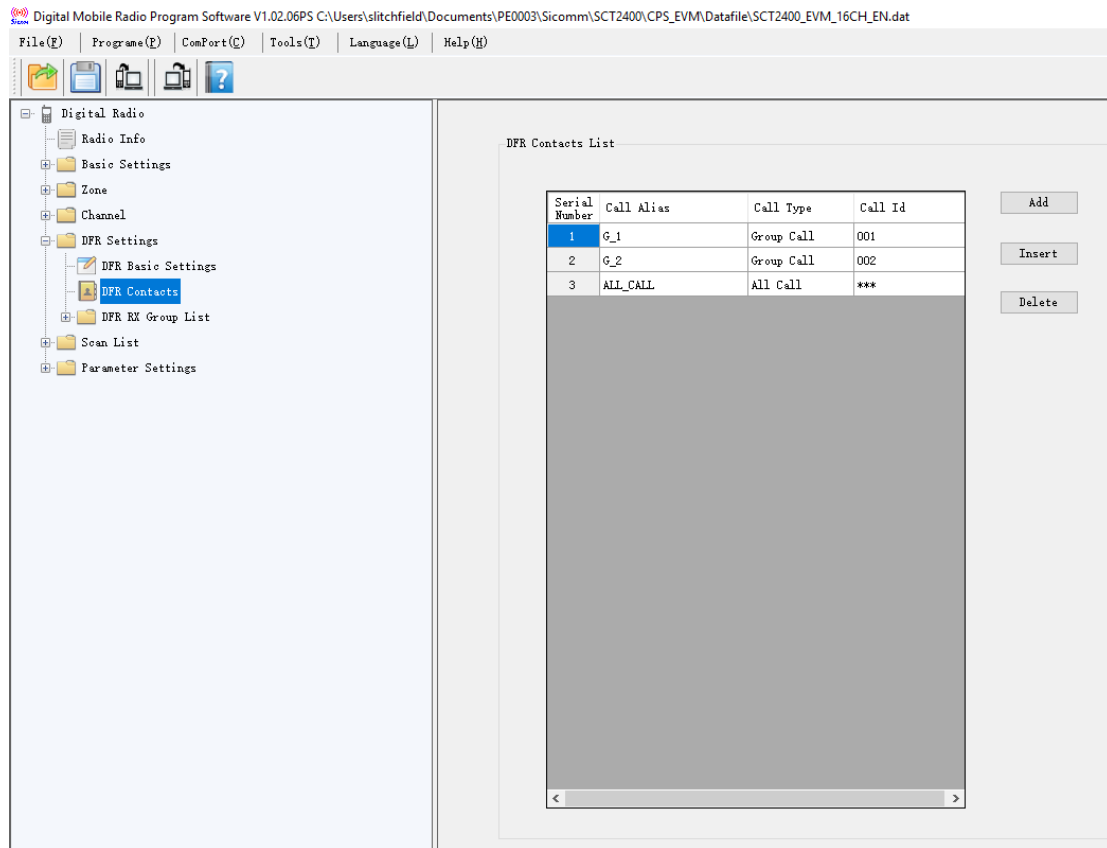 Digital Mobile Radio Program Software V1.02.06PS C:\Users\slitchfield\Documents\PE0003\Sicomm\SCT2400\CPS_EVM\Datafile\SCT2400_EVM_16CH_EN.dat
File(F) Programe(P) ComPort(C) Tools(T) Language(L) Help(H)
Digital Radio
Radio Info
Basic Settings
Zone
Channel
DFR Settings
DFR Basic Settings
DFR Contacts
DFR RX Group List
Scan List
Parameter Settings
DFR Contacts List
Serial Number Call Alias Call Type Call Id
1 G_1 Group Call 001
2 G_2 Group Call 002
3 ALL_CALL All Call ***
Add
Insert
Delete